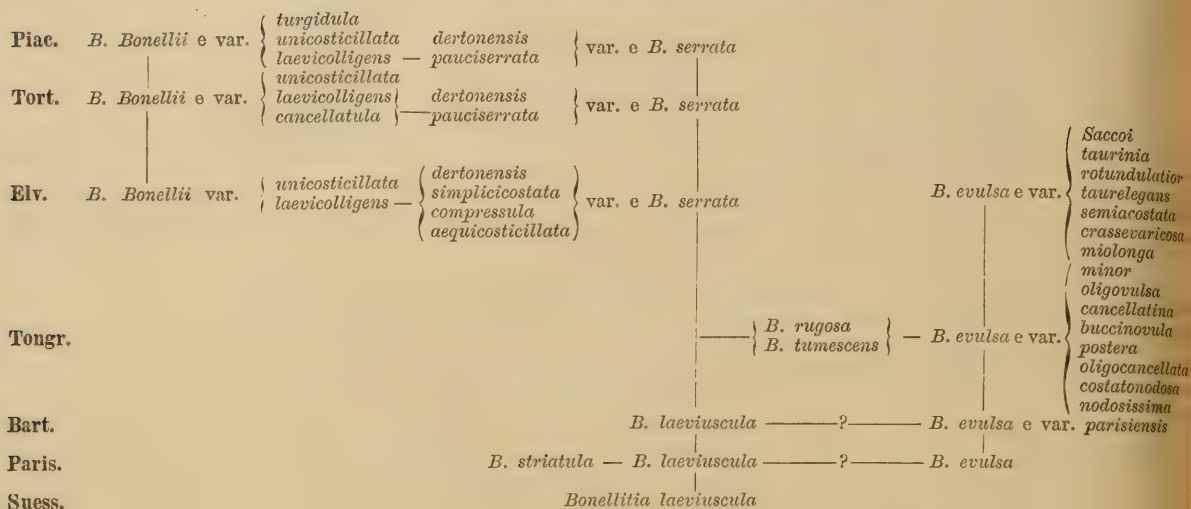 turgidula
Piac. B. Bonellii e var. unicosticillata dertonensis var. e B. serrata
laevicolligens — pauciserrata
unicosticillata
Tort. B. Bonellii e var. laevicolligens dertonensis var. e B. serrata
cancellatula — pauciserrata
Saccoi
taurinia
dertonensis rotundulatior
Elv. B. Bonellii var. unicosticillata simplicicostata var. e B. serrata B. evulsa e var. taurelegans
laevicolligens — compressula semiacostata
aequicosticillata crassevaricosa
miolonga
minor
oligovulsa
cancellatina
B. rugosa buccinovula
Tongr. B. tumescens — B. evulsa e var. postera
oligocancellata
costatonodosa
nodosissima
Bart. B. laeviuscula ——?—— B. evulsa e var. parisiensis
Paris. B. striatula — B. laeviuscula ——?—— B. evulsa
Suess. Bonellitia laeviuscula